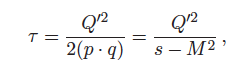 τ = Q′² / 2(p · q) = Q′² / s − M² ,